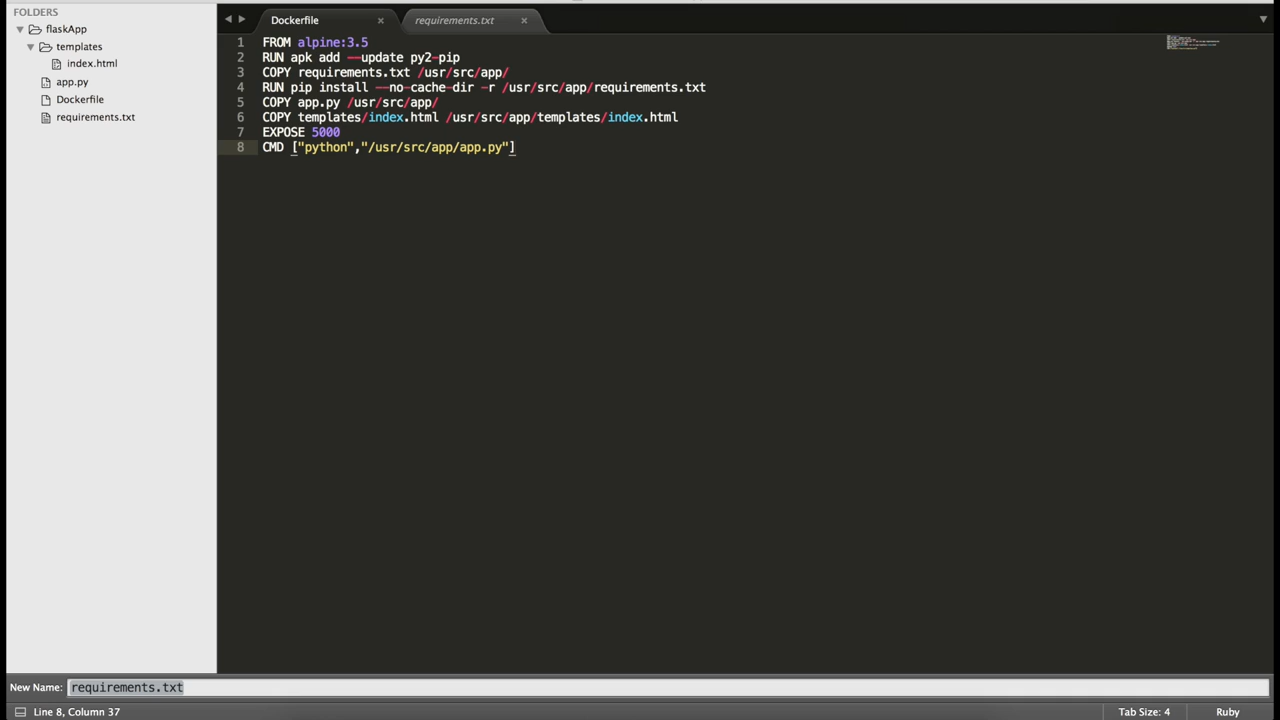 FOLDERS
flaskApp
templates
index.html
app.py
Dockerfile
requirements.txt
Dockerfile ×
requirements.txt ×
1 FROM alpine:3.5
2 RUN apk add --update py2-pip
3 COPY requirements.txt /usr/src/app/
4 RUN pip install --no-cache-dir -r /usr/src/app/requirements.txt
5 COPY app.py /usr/src/app/
6 COPY templates/index.html /usr/src/app/templates/index.html
7 EXPOSE 5000
8 CMD ["python","/usr/src/app/app.py"]
New Name: requirements.txt
Line 8, Column 37
Tab Size: 4
Ruby